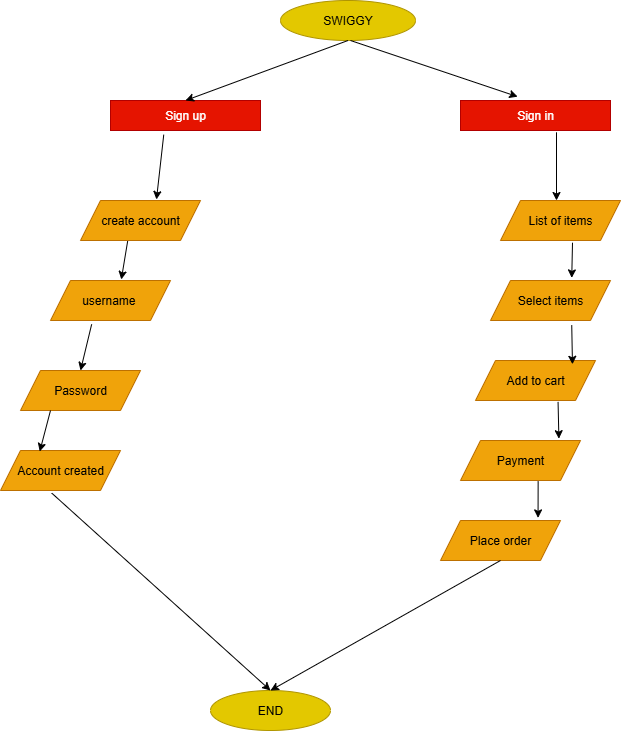 SWIGGY
Sign up
Sign in
create account
List of items
username
Select items
Password
Add to cart
Account created
Payment
Place order
END